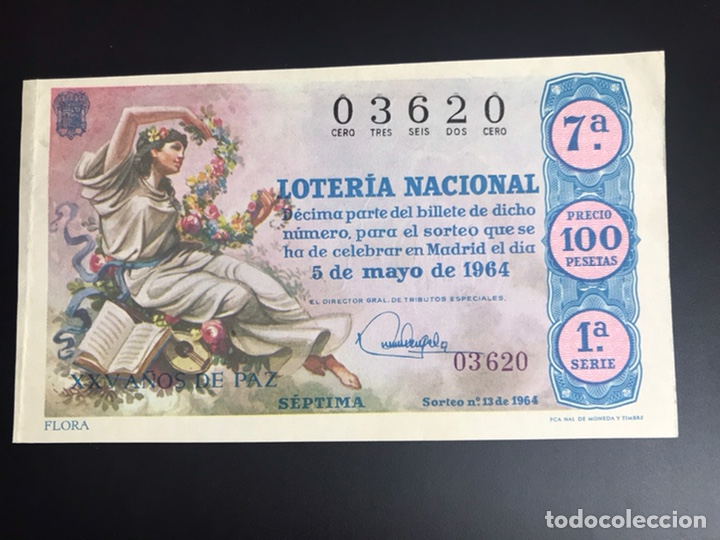 03620
CERO TRES SEIS DOS CERO
7ª.
LOTERÍA NACIONAL
Décima parte del billete de dicho
número, para el sorteo que se
ha de celebrar en Madrid el día
5 de mayo de 1964
PRECIO
100
PESETAS
EL DIRECTOR GRAL. DE TRIBUTOS ESPECIALES,
03620
1ª.
SERIE
XXV AÑOS DE PAZ
SÉPTIMA
Sorteo nº. 13 de 1964
FLORA
FCA NAL DE MONEDA Y TIMBRE
todocoleccion